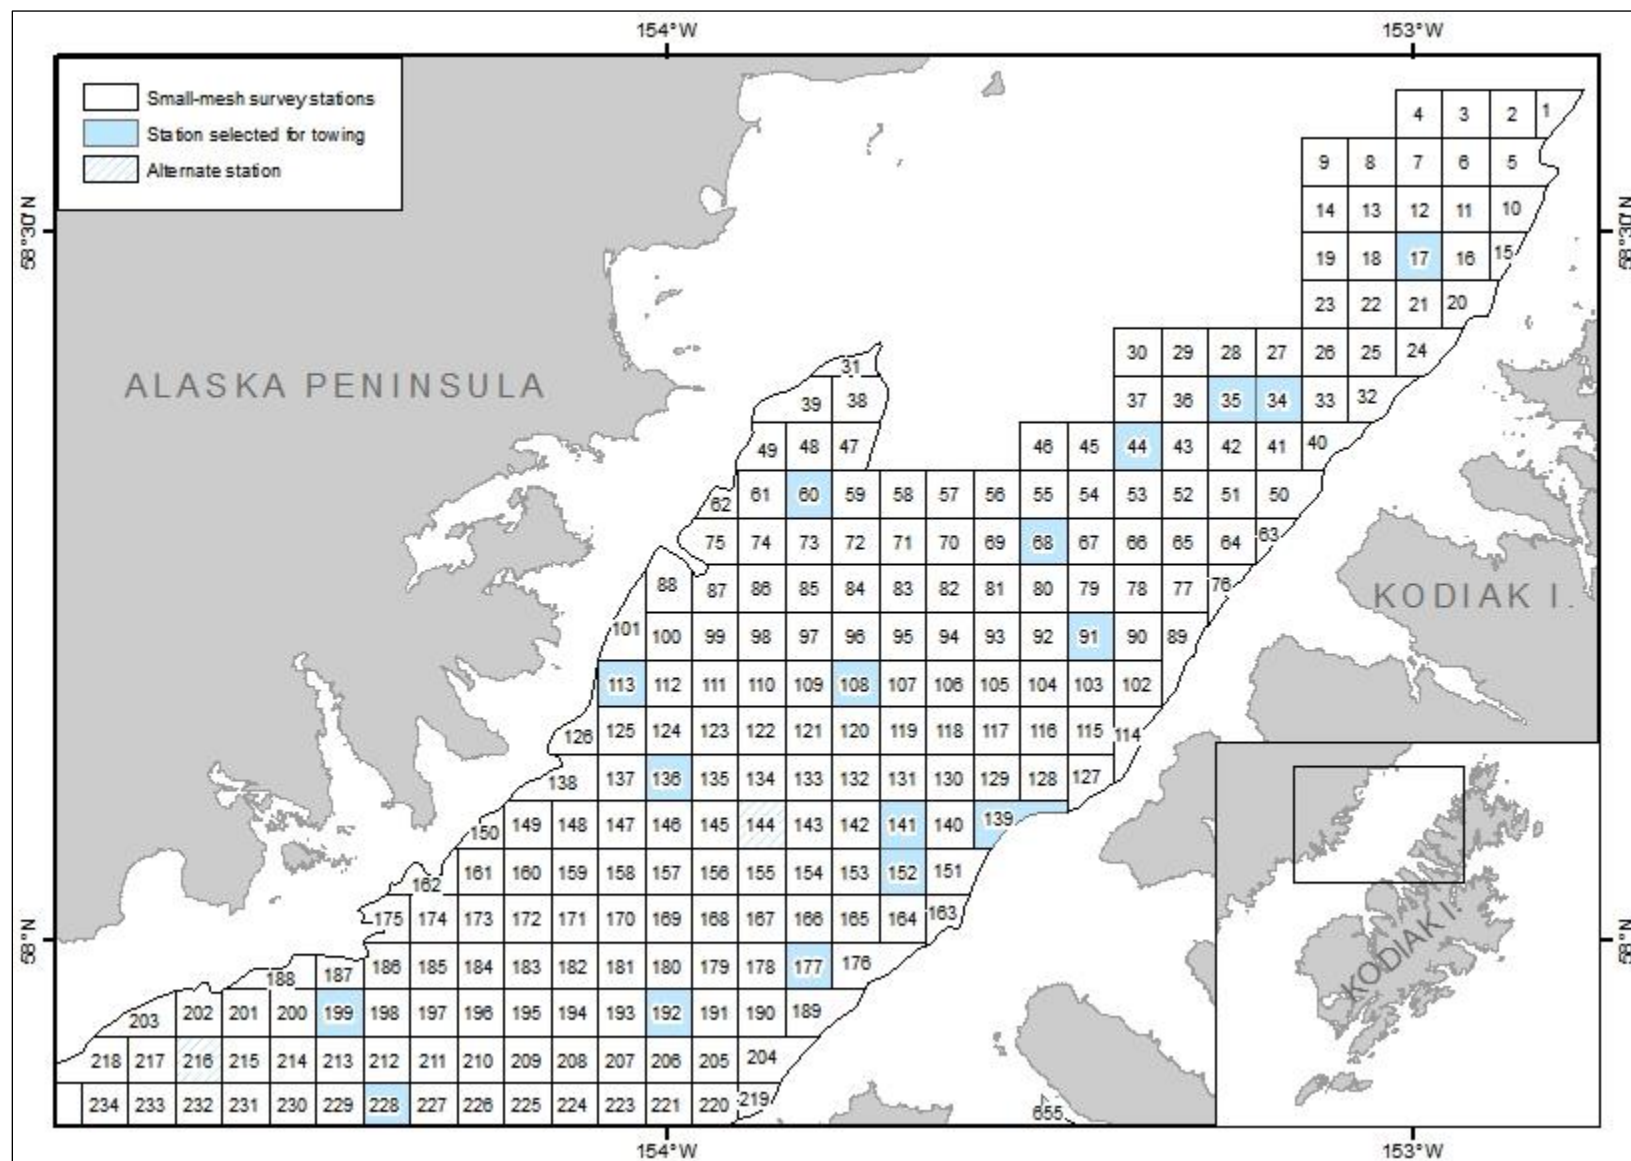 154°W 153°W
Small-mesh survey stations
Station selected for towing
Alternate station
4 3 2 1
9 8 7 6 5
14 13 12 11 10
58°30'N 58°30'N
19 18 17 16 15
23 22 21 20
30 29 28 27 26 25 24
31
ALASKA PENINSULA
39 38 37 36 35 34 33 32
49 48 47 46 45 44 43 42 41 40
62 61 60 59 58 57 56 55 54 53 52 51 50
75 74 73 72 71 70 69 68 67 66 65 64 63
88 87 86 85 84 83 82 81 80 79 78 77 76
KODIAK I.
101 100 99 98 97 96 95 94 93 92 91 90 89
113 112 111 110 109 108 107 106 105 104 103 102
126 125 124 123 122 121 120 119 118 117 116 115 114
138 137 136 135 134 133 132 131 130 129 128 127
150 149 148 147 146 145 144 143 142 141 140 139
162 161 160 159 158 157 156 155 154 153 152 151
175 174 173 172 171 170 169 168 167 166 165 164 163
58°N 58°N
KODIAK I.
188 187 186 185 184 183 182 181 180 179 178 177 176
203 202 201 200 199 198 197 196 195 194 193 192 191 190 189
218 217 216 215 214 213 212 211 210 209 208 207 206 205 204
234 233 232 231 230 229 228 227 226 225 224 223 221 220 219
655
154°W 153°W